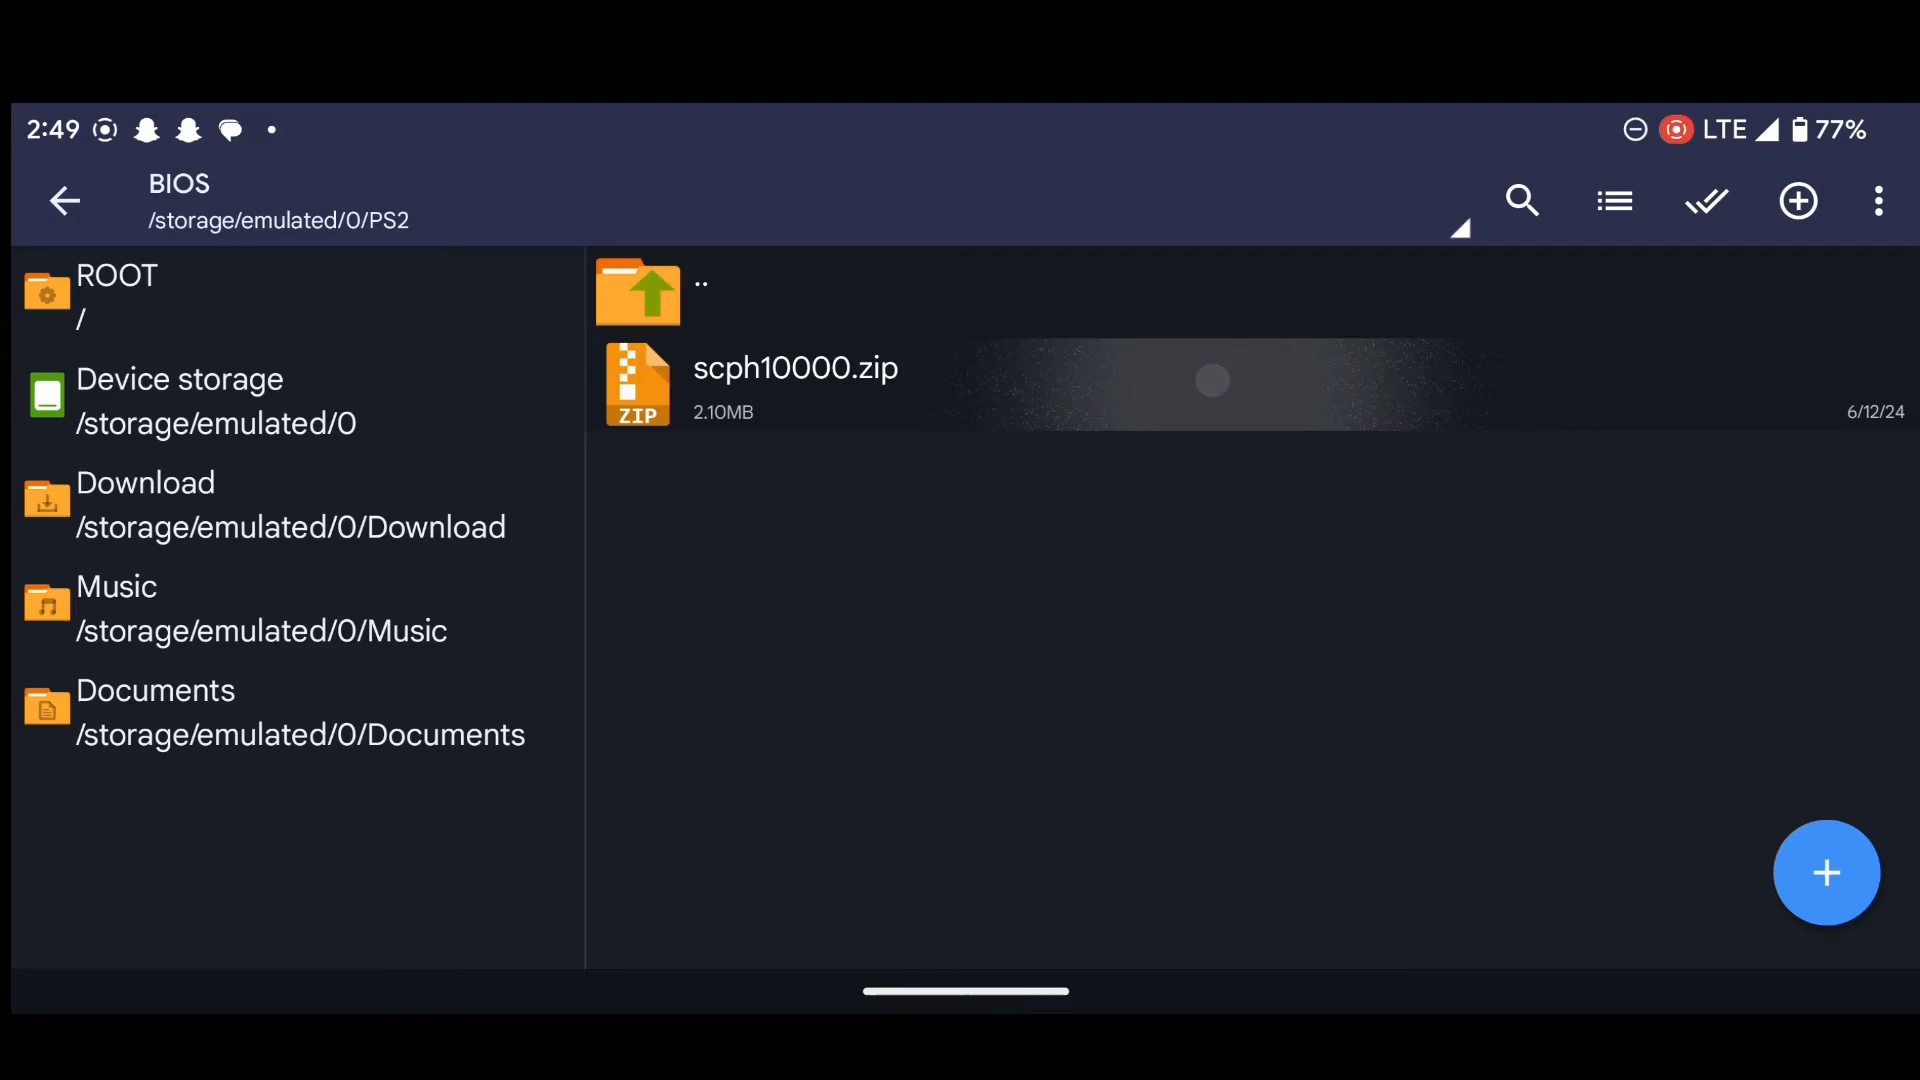 2:49
LTE 77%
BIOS
/storage/emulated/0/PS2
ROOT
/
Device storage
/storage/emulated/0
Download
/storage/emulated/0/Download
Music
/storage/emulated/0/Music
Documents
/storage/emulated/0/Documents
..
scph10000.zip
ZIP
2.10MB
6/12/24